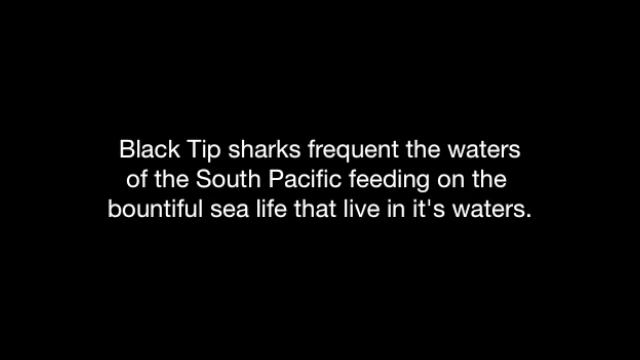 Black Tip sharks frequent the waters
of the South Pacific feeding on the
bountiful sea life that live in it's waters.